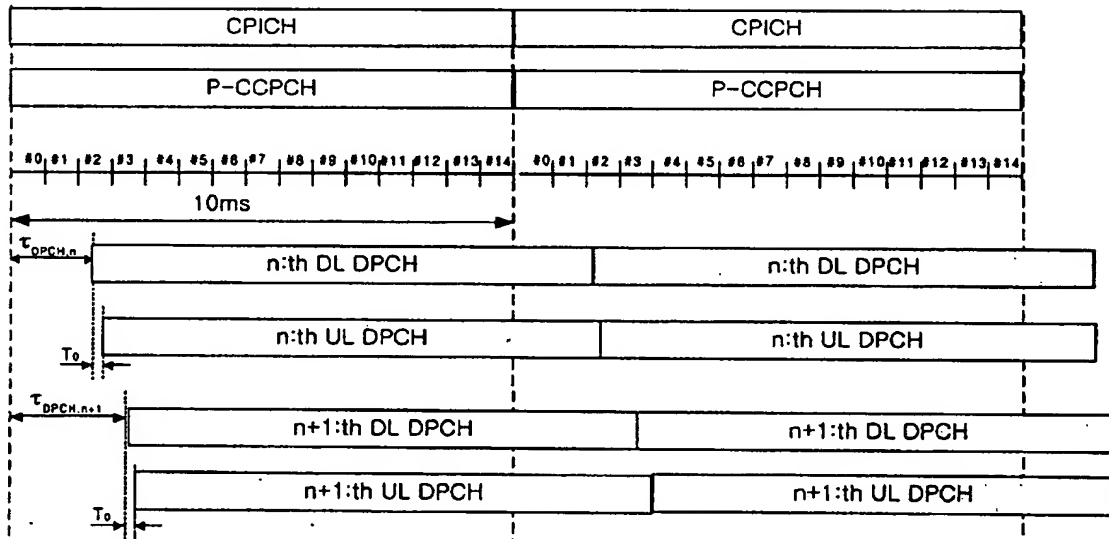 CPICH CPICH
P-CCPCH P-CCPCH
#0 #1 #2 #3 #4 #5 #6 #7 #8 #9 #10 #11 #12 #13 #14 #0 #1 #2 #3 #4 #5 #6 #7 #8 #9 #10 #11 #12 #13 #14
10ms
τDPCH,n
n:th DL DPCH n:th DL DPCH
n:th UL DPCH n:th UL DPCH
To
τDPCH,n+1
n+1:th DL DPCH n+1:th DL DPCH
n+1:th UL DPCH n+1:th UL DPCH
To